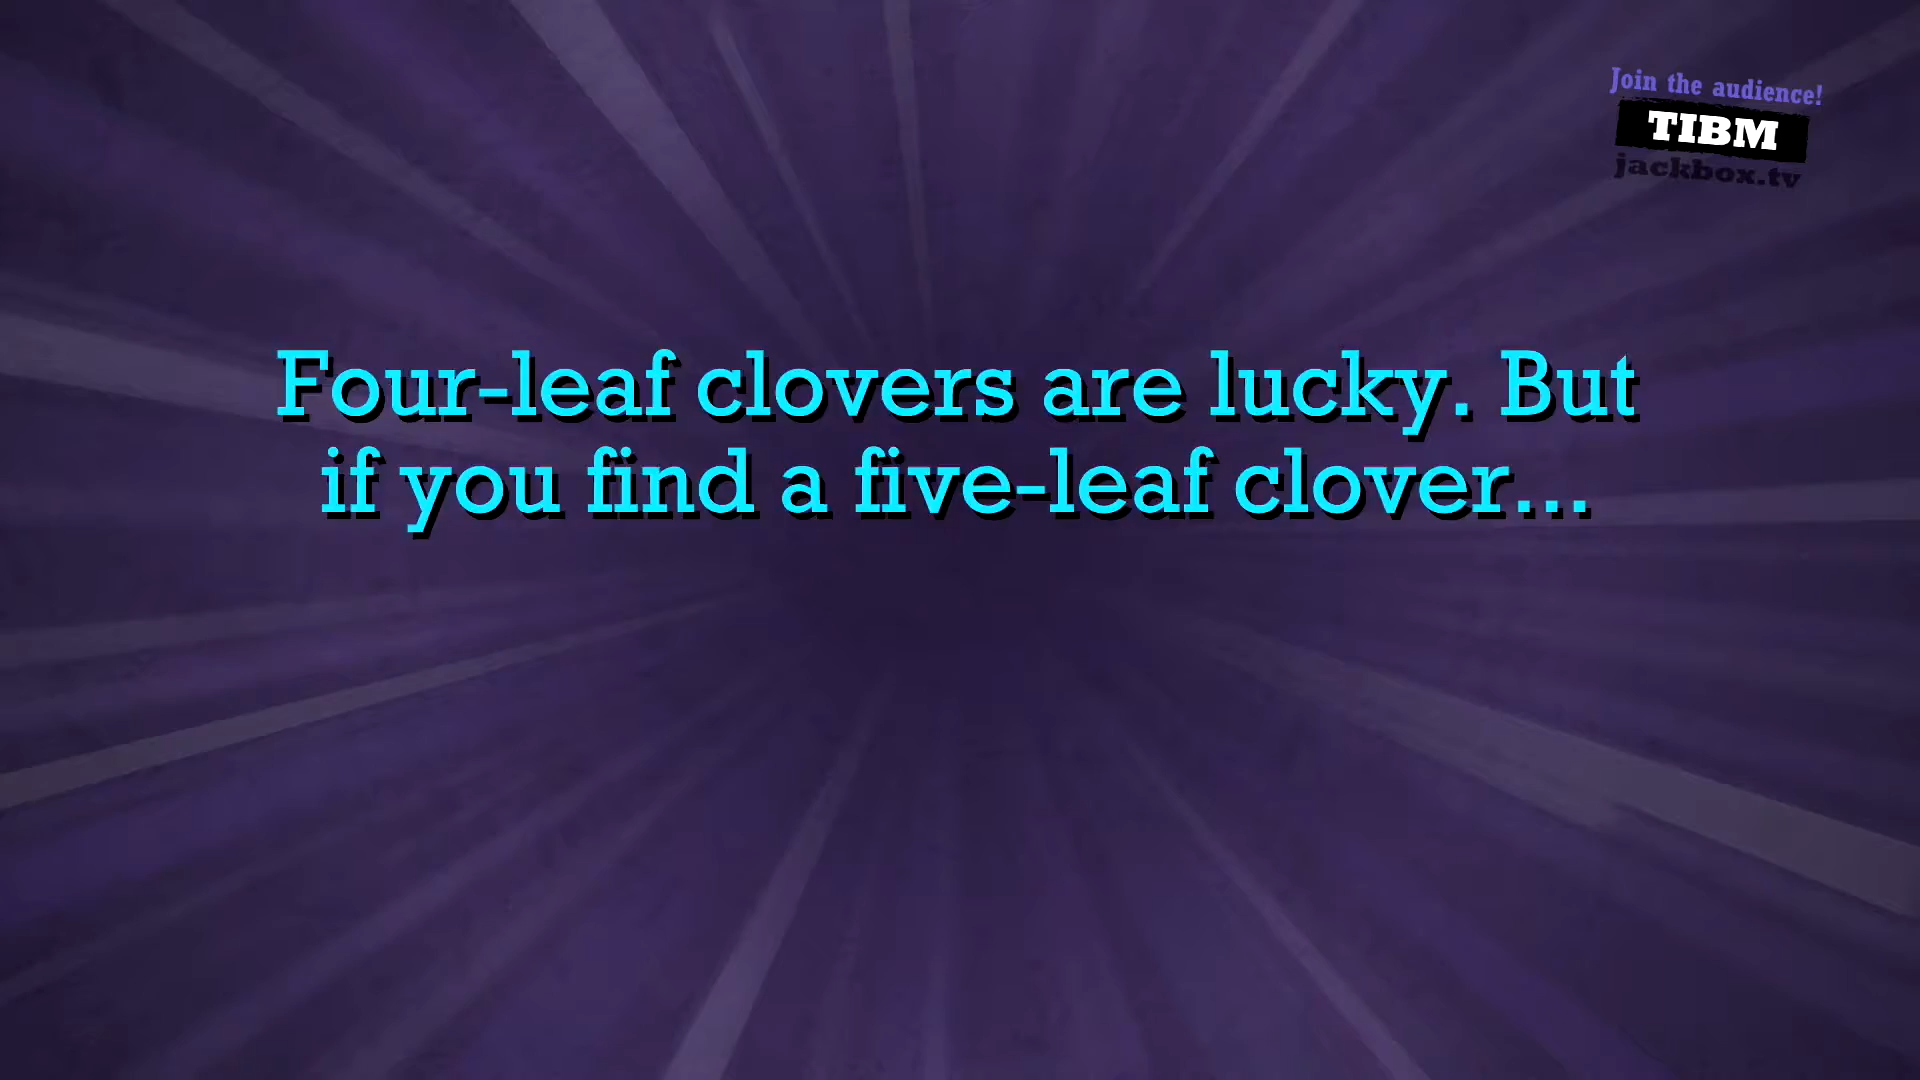 Join the audience!
TIBM
jackbox.tv
Four-leaf clovers are lucky. But
if you find a five-leaf clover...